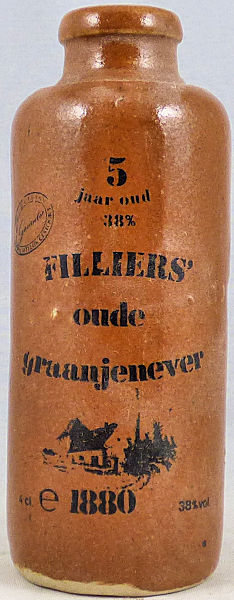 5
jaar oud
38%
FILLIERS'
oude
graanjenever
4 cl. e 1880 38%vol